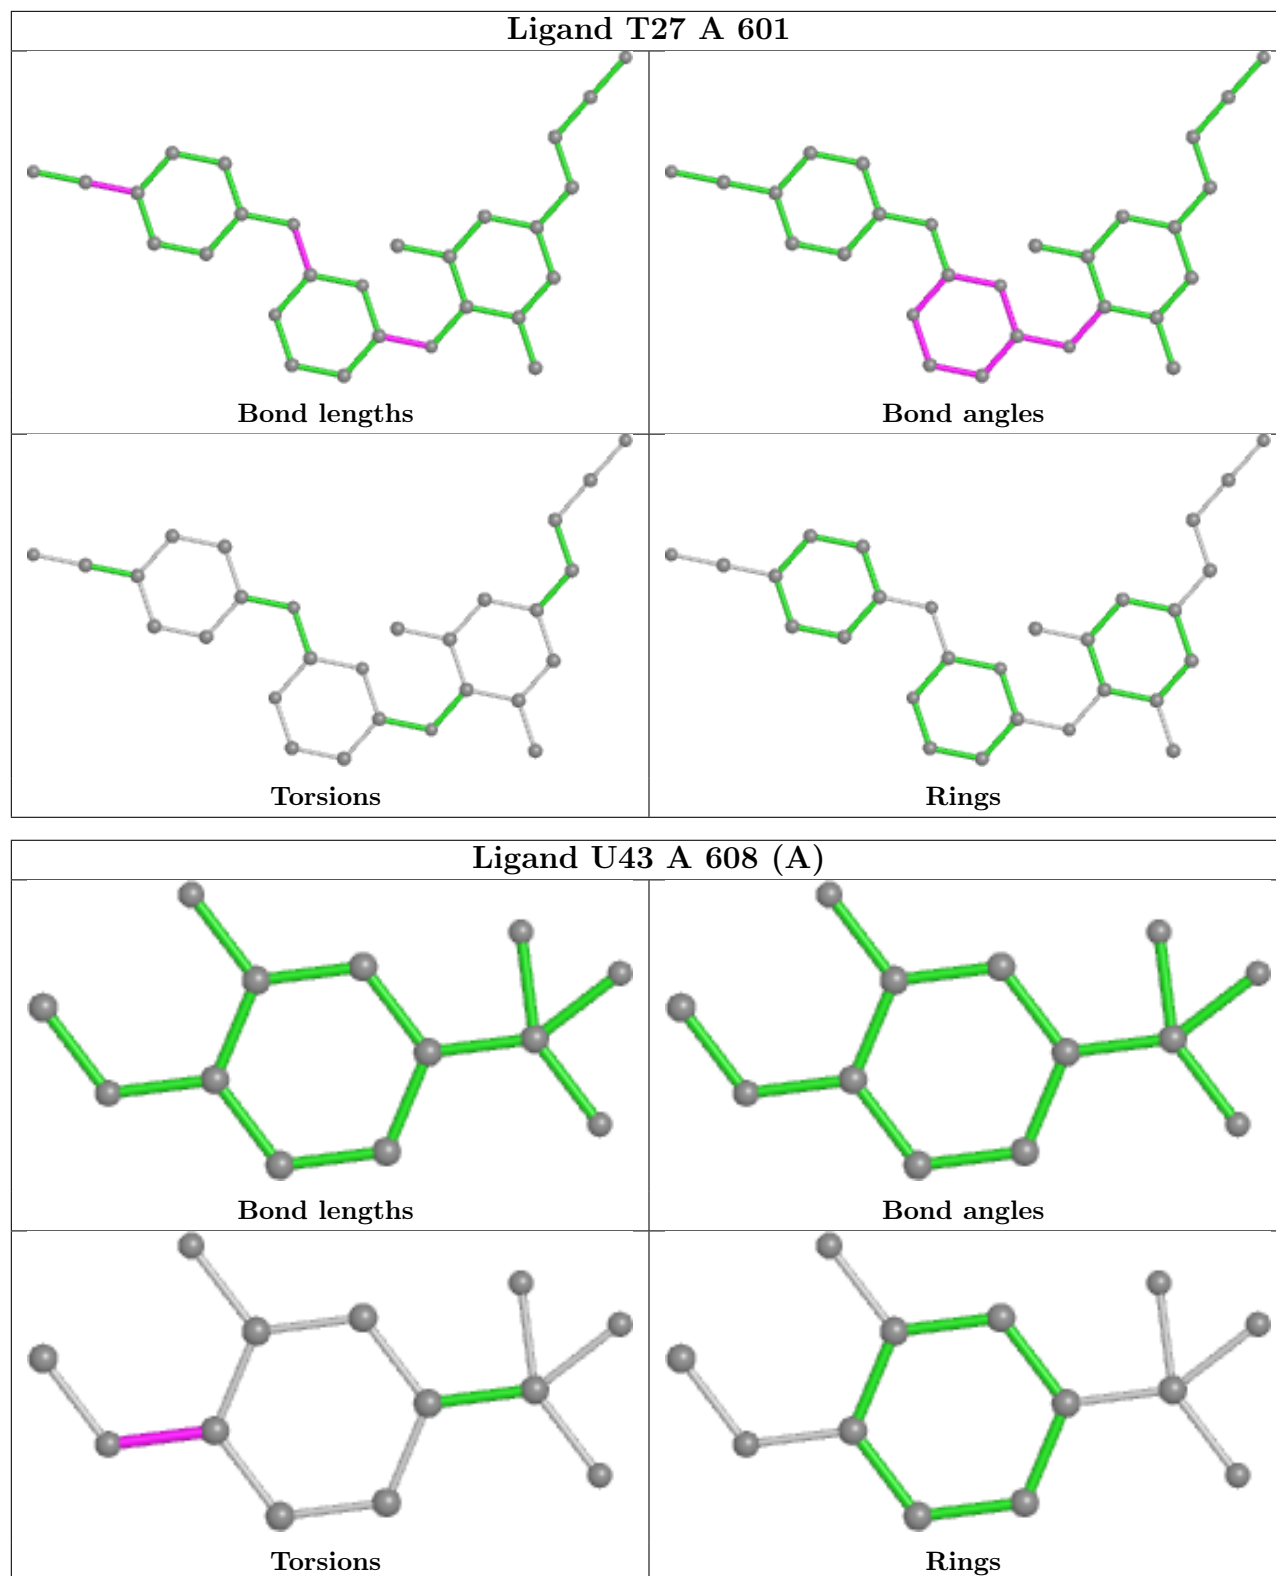 Ligand T27 A 601
Bond lengths
Bond angles
Torsions
Rings
Ligand U43 A 608 (A)
Bond lengths
Bond angles
Torsions
Rings